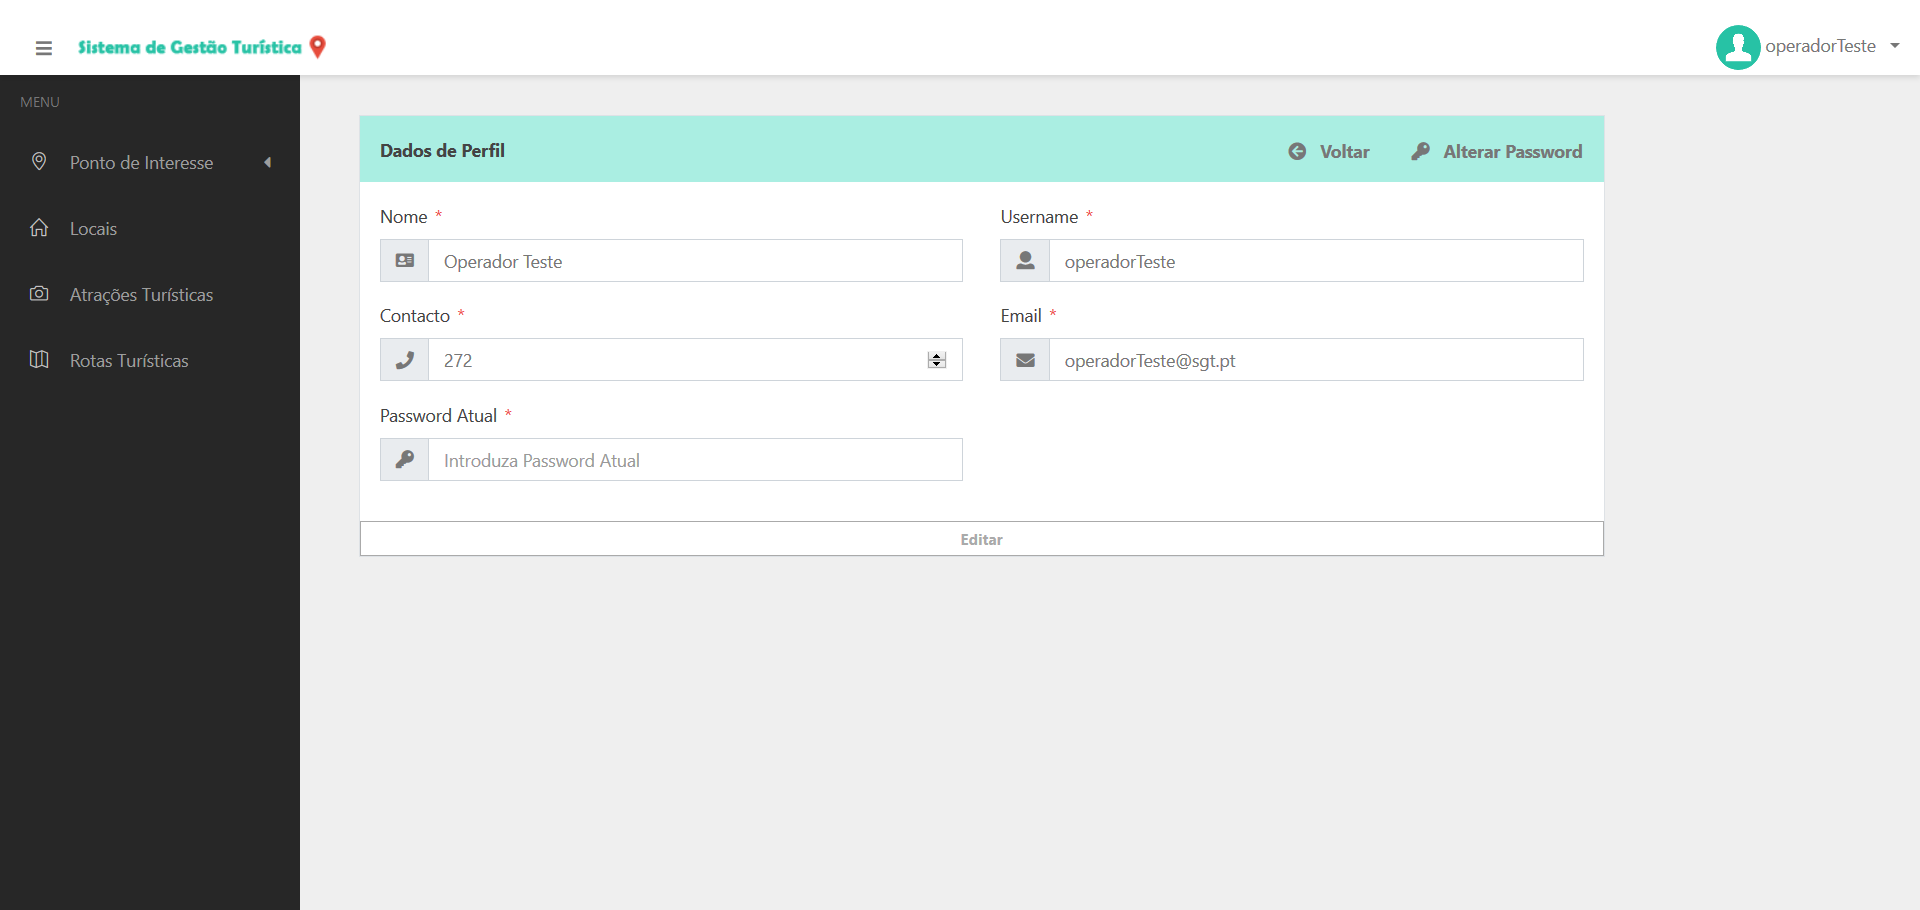 Sistema de Gestão Turística
operadorTeste
MENU
Ponto de Interesse
Locais
Atrações Turísticas
Rotas Turísticas
Dados de Perfil
Voltar
Alterar Password
Nome *
Username *
Operador Teste
operadorTeste
Contacto *
Email *
272
operadorTeste@sgt.pt
Password Atual *
Introduza Password Atual
Editar